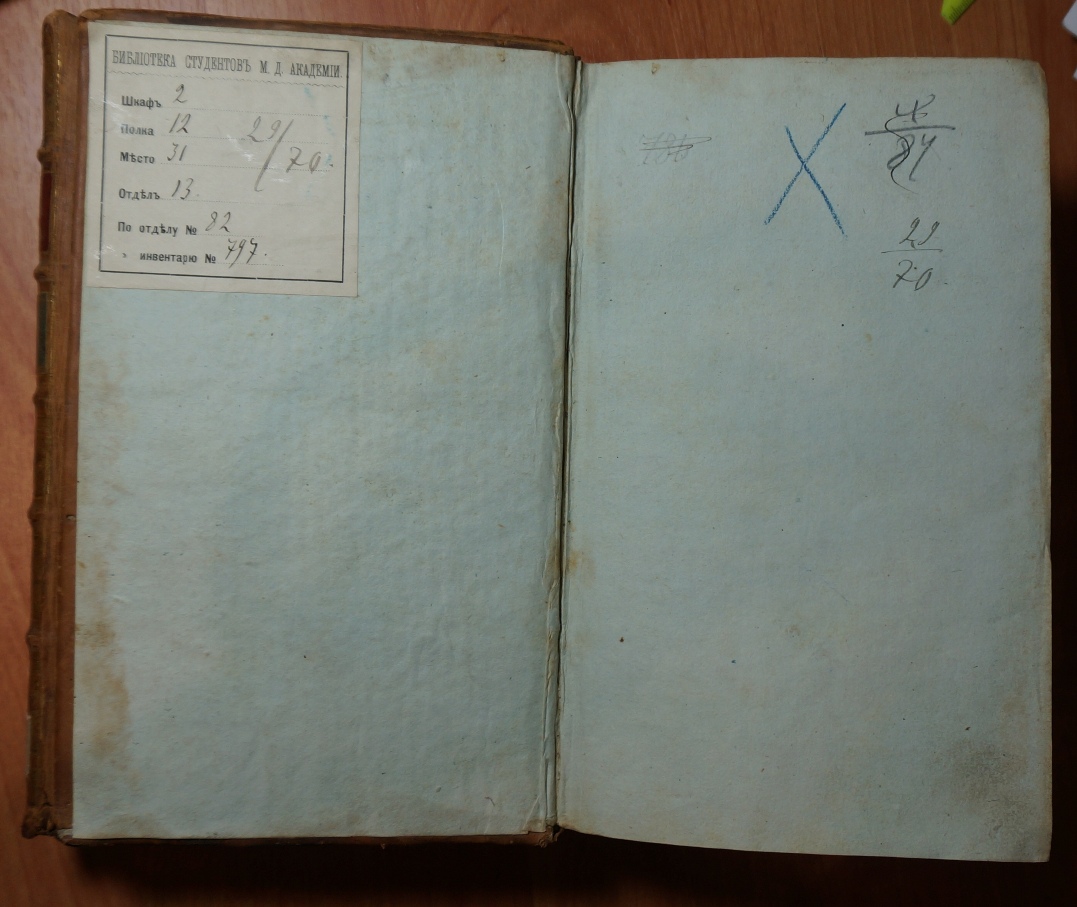 БИБЛІОТЕКА СТУДЕНТОВЪ М. Д. АКАДЕМІИ.
Шкафъ 2
Полка 12
Мѣсто 31
29/70.
Отдѣлъ 13.
По отдѣлу № 82
" инвентарю № 797.
29
70.